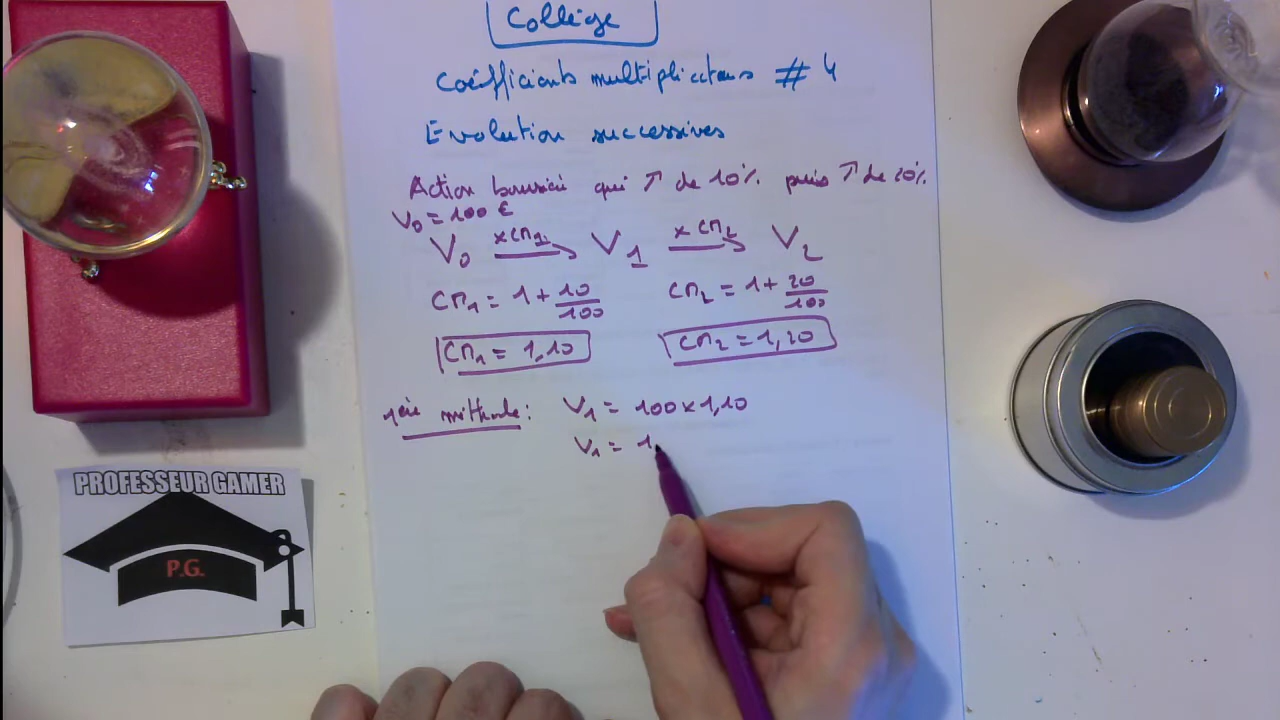 Collège
Coéfficients multiplicateurs # 4
Evolution successives
Action boursière qui ↑ de 10% puis ↑ de 20%
V₀ = 100 €
V₀ ×CM₁→ V₁ ×CM₂→ V₂
CM₁ = 1 + 10/100 CM₂ = 1 + 20/100
CM₁ = 1,10 CM₂ = 1,20
1ère méthode : V₁ = 100 × 1,10
V₁ = 1
PROFESSEUR GAMER
P.G.